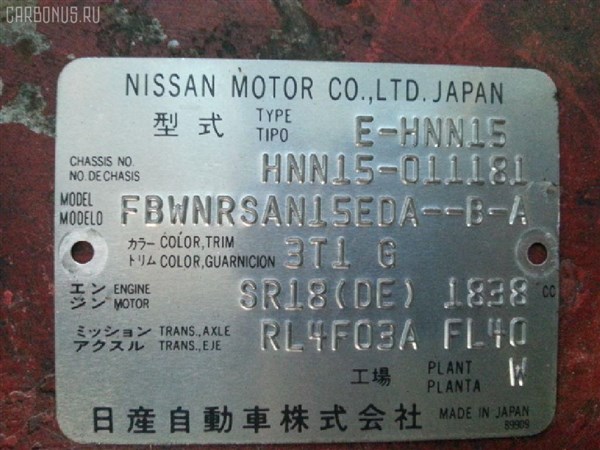 CARBONUS.RU
NISSAN MOTOR CO.,LTD. JAPAN
型式 TYPE TIPO E-HNN15
CHASSIS NO. NO. DE CHASIS HNN15-011181
MODEL MODELO FBWNRSAN15EDA--B-A
カラー COLOR,TRIM
トリム COLOR,GUARNICION 3T1 G
エンジン ENGINE MOTOR SR18(DE) 1838 CC
ミッション TRANS.,AXLE
アクスル TRANS.,EJE RL4F03A FL40
工場 PLANT PLANTA W
日産自動車株式会社 MADE IN JAPAN